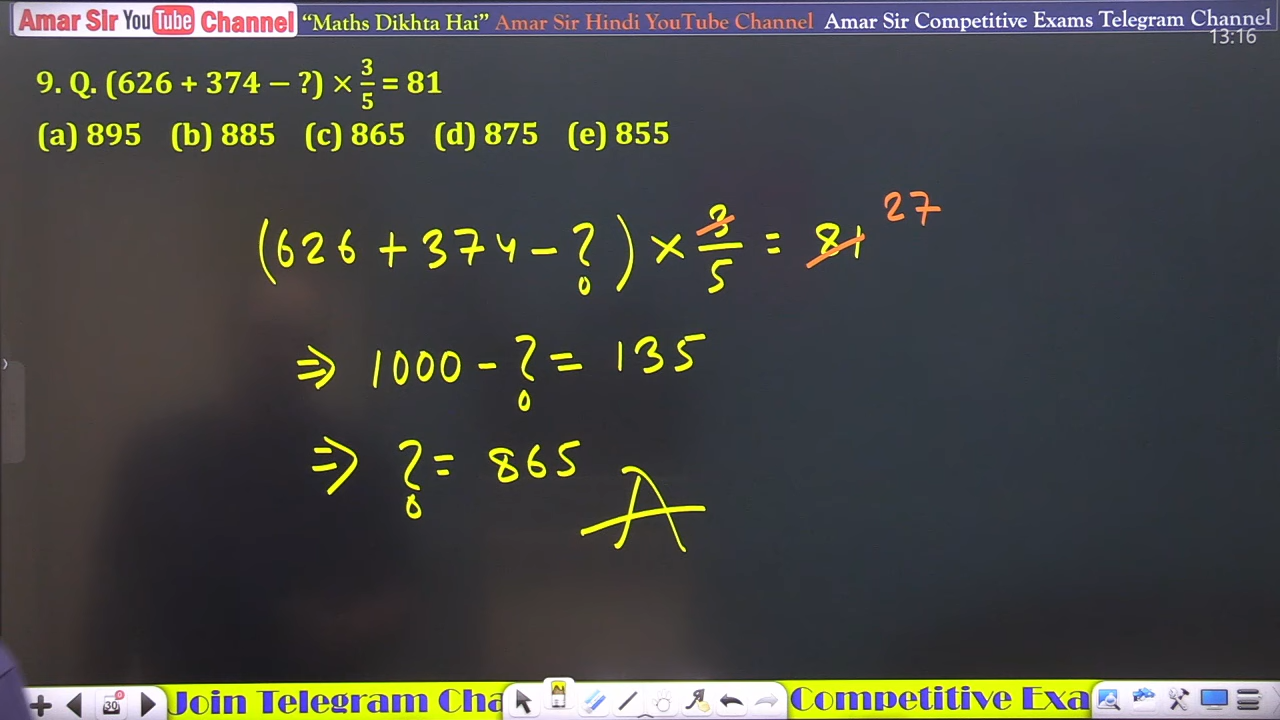 Amar Sir YouTube Channel "Maths Dikhta Hai" Amar Sir Hindi YouTube Channel Amar Sir Competitive Exams Telegram Channel
13:16
9. Q. (626 + 374 − ?) × 3/5 = 81
(a) 895 (b) 885 (c) 865 (d) 875 (e) 855
(626 + 374 - ?) × 3/5 = 81 27
⇒ 1000 - ? = 135
⇒ ? = 865
A
30 0 Join Telegram Cha Competitive Exa